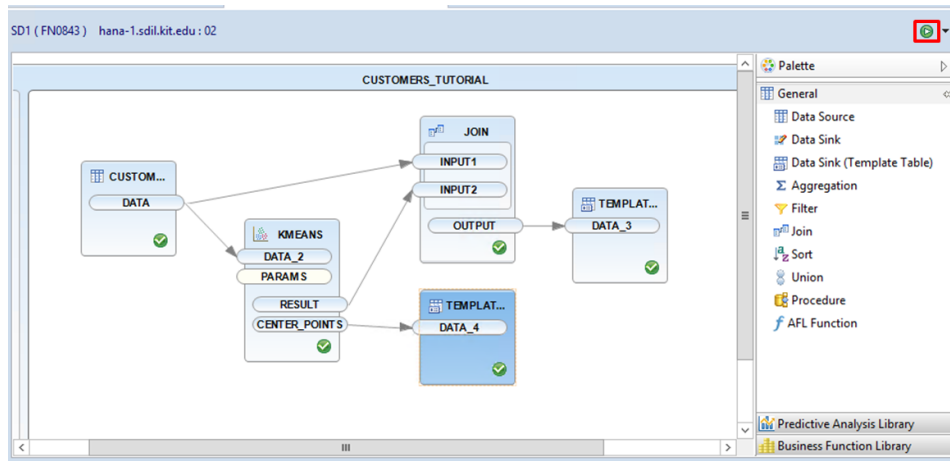 SD1 ( FN0843 ) hana-1.sdil.kit.edu : 02
CUSTOMERS_TUTORIAL
CUSTOM...
DATA
KMEANS
DATA_2
PARAMS
RESULT
CENTER_POINTS
JOIN
INPUT1
INPUT2
OUTPUT
TEMPLAT...
DATA_3
TEMPLAT...
DATA_4
Palette
General
Data Source
Data Sink
Data Sink (Template Table)
Aggregation
Filter
Join
Sort
Union
Procedure
AFL Function
Predictive Analysis Library
Business Function Library